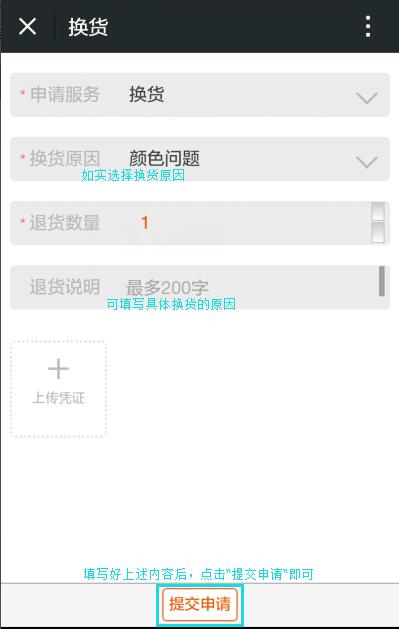 换货
* 申请服务 换货
* 换货原因 颜色问题
如实选择换货原因
* 退货数量 1
退货说明 最多200字
可填写具体换货的原因
上传凭证
填写好上述内容后，点击"提交申请"即可
提交申请